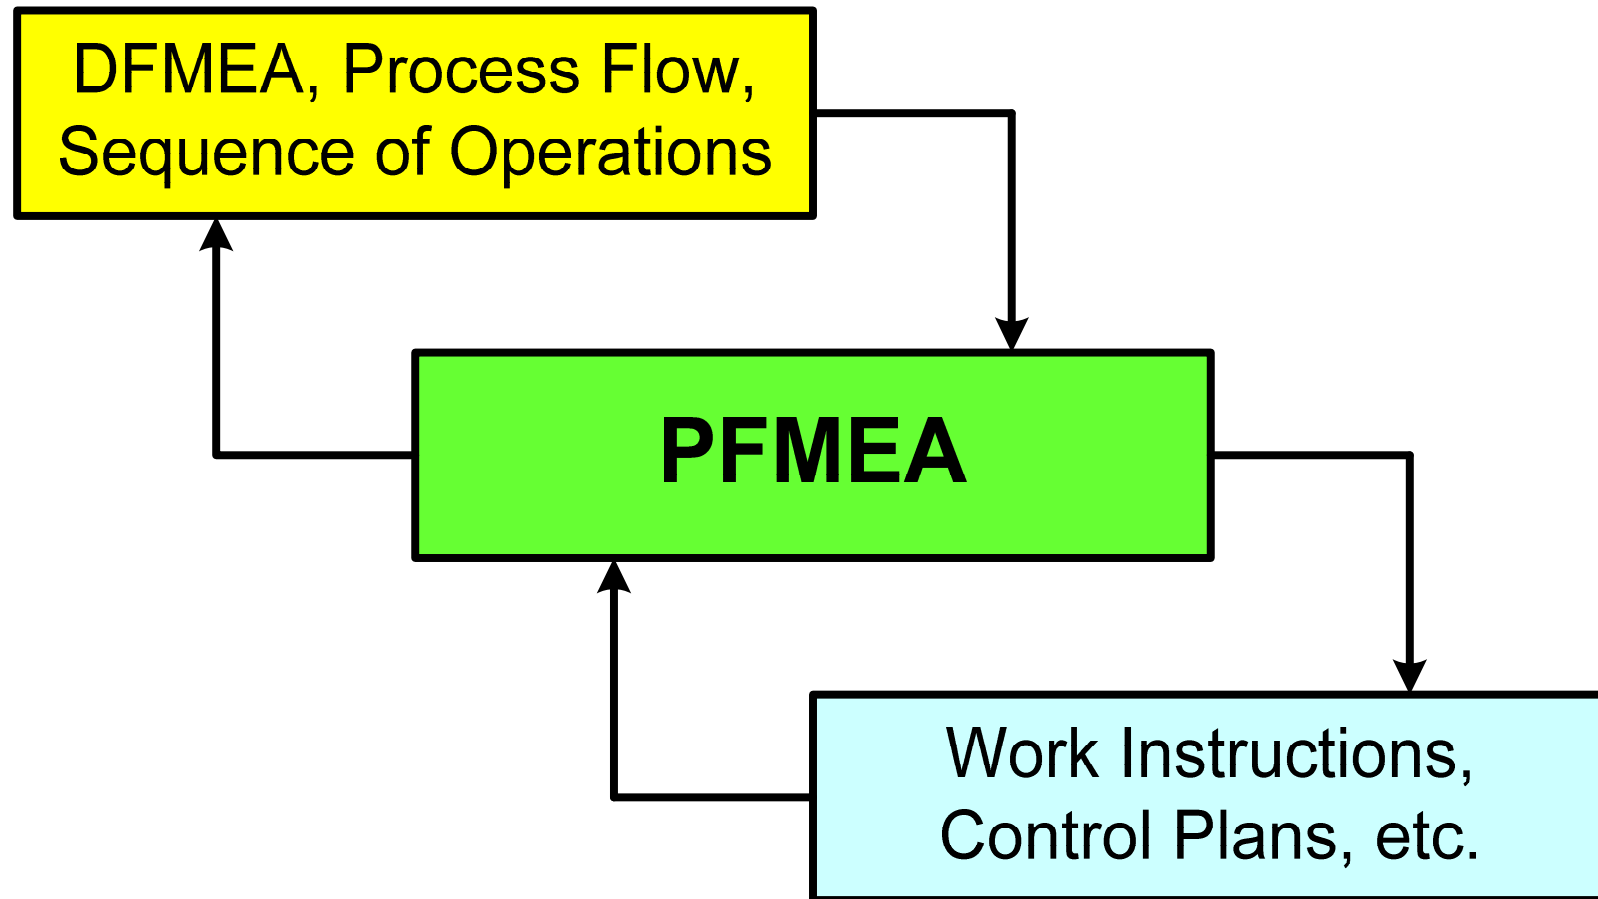 DFMEA, Process Flow,
Sequence of Operations
PFMEA
Work Instructions,
Control Plans, etc.